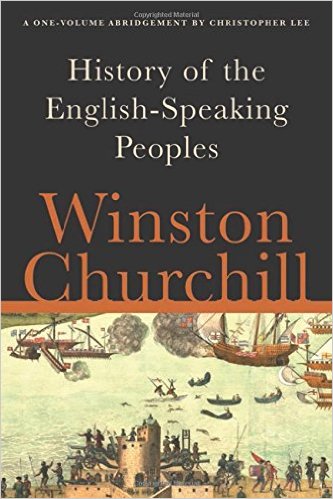 A ONE-VOLUME ABRIDGEMENT BY CHRISTOPHER LEE
History of the
English-Speaking
Peoples
Winston
Churchill